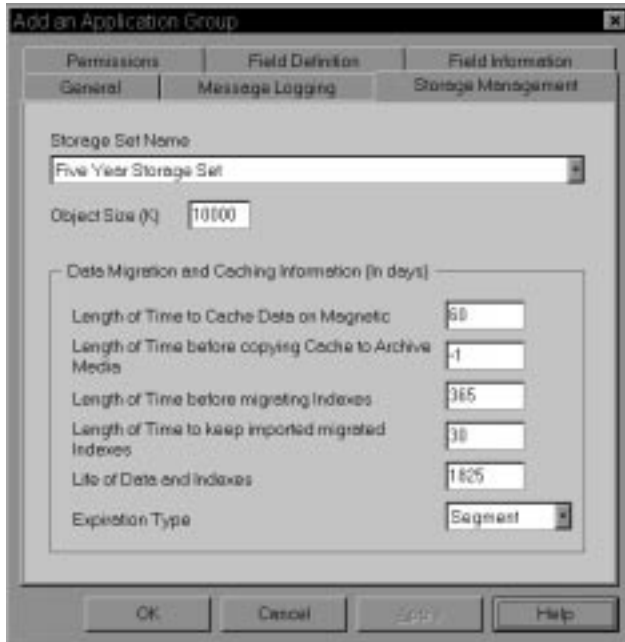 Add an Application Group
Permissions
Field Definition
Field Information
General
Message Logging
Storage Management
Storage Set Name
Five Year Storage Set
Object Size (K)
10000
Data Migration and Caching Information (In days)
Length of Time to Cache Data on Magnetic
60
Length of Time before copying Cache to Archive
Media
-1
Length of Time before migrating Indexes
365
Length of Time to keep imported migrated
Indexes
30
Life of Data and Indexes
1825
Expiration Type
Segment
OK
Cancel
Apply
Help